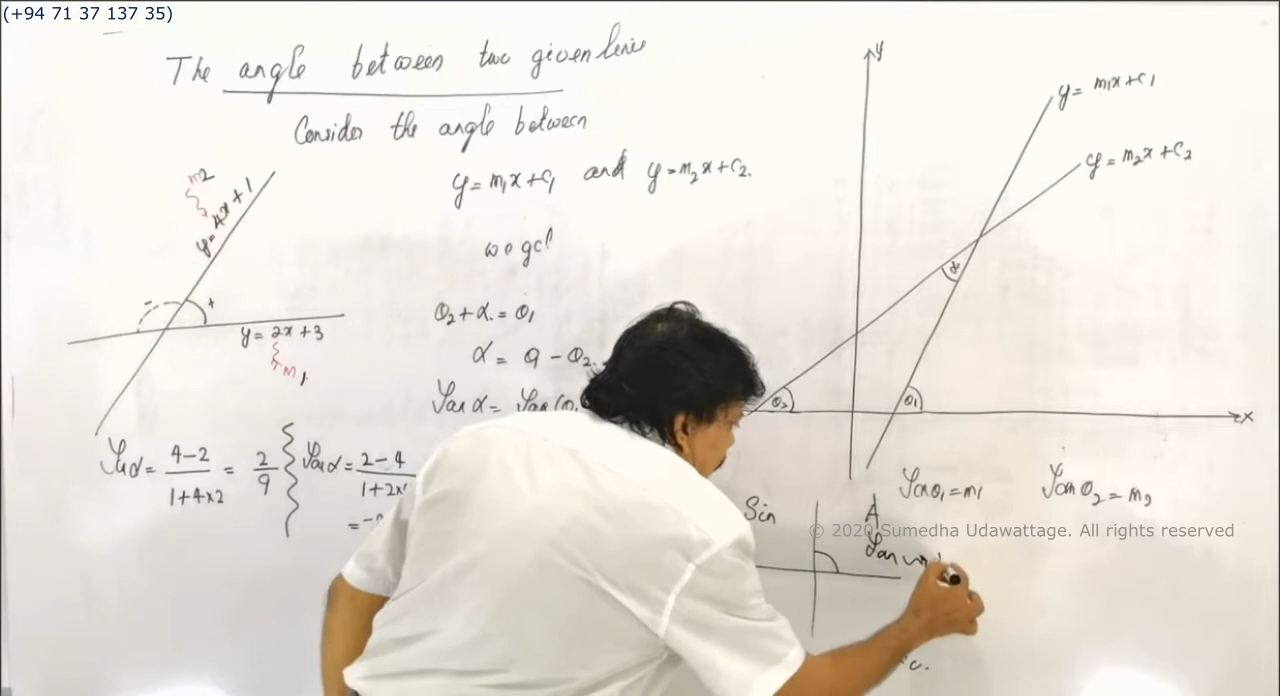 (+94 71 37 137 35)
The angle between two given lines
Consider the angle between
y = m₁x + c₁ and y = m₂x + c₂.
we get
θ₂ + α = θ₁
α = θ - θ₂
Tan α = Tan (θ
m₂
y = 4x + 1
+
y = 2x + 3
m₁
Tan α = 4-2 / 1+4×2 = 2/9
Tan α = 2-4 / 1+2×
= -
y
y = m₁x + c₁
y = m₂x + c₂
α
θ₂
θ₁
x
Tan θ₁ = m₁
Tan θ₂ = m₂
Sin
A
© 2020 Sumedha Udawattage. All rights reserved
Tan
c.